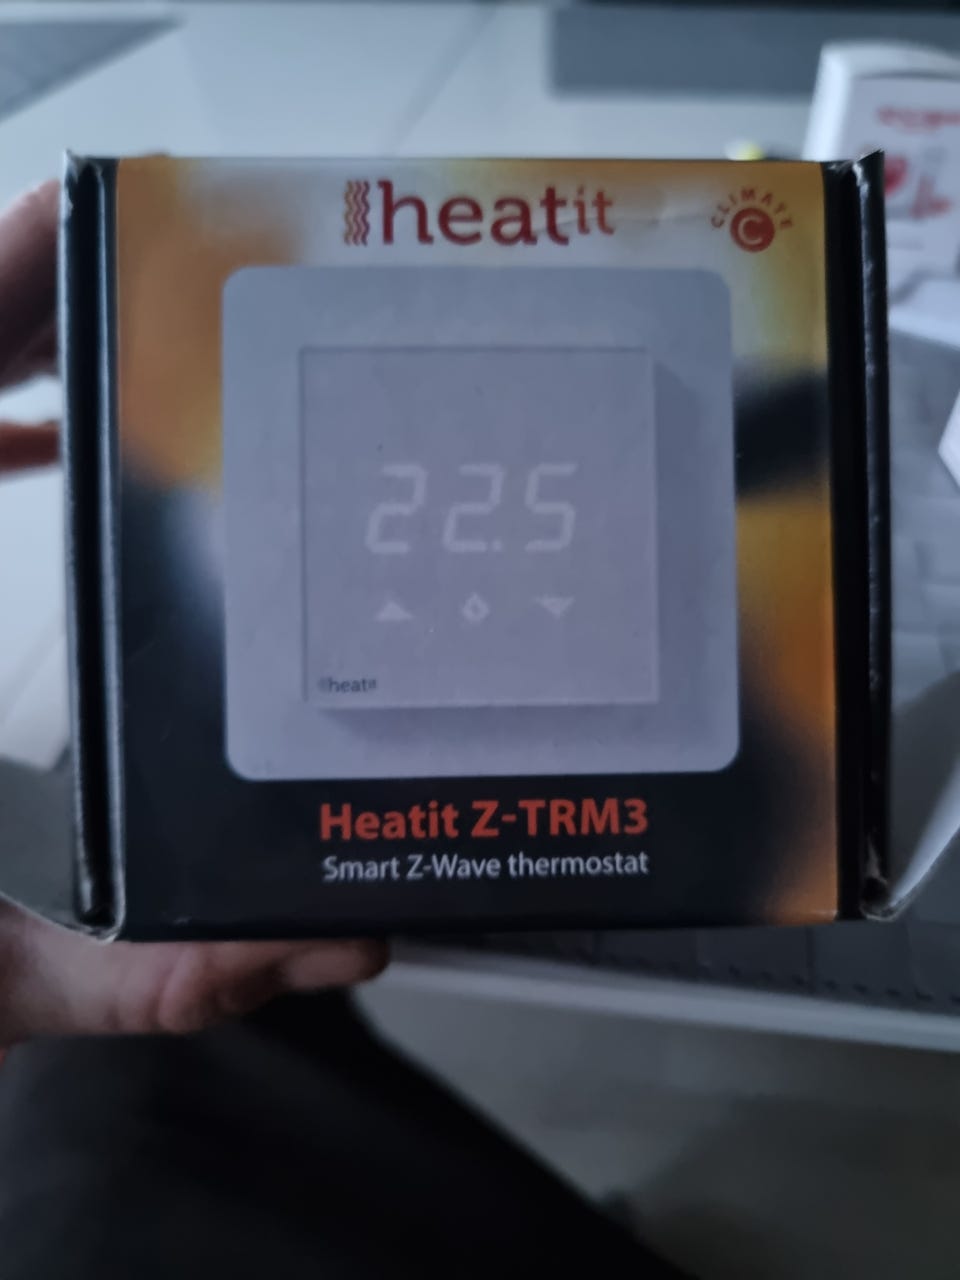 heatit
CLIMATE
C
22.5
heatit
Heatit Z-TRM3
Smart Z-Wave thermostat